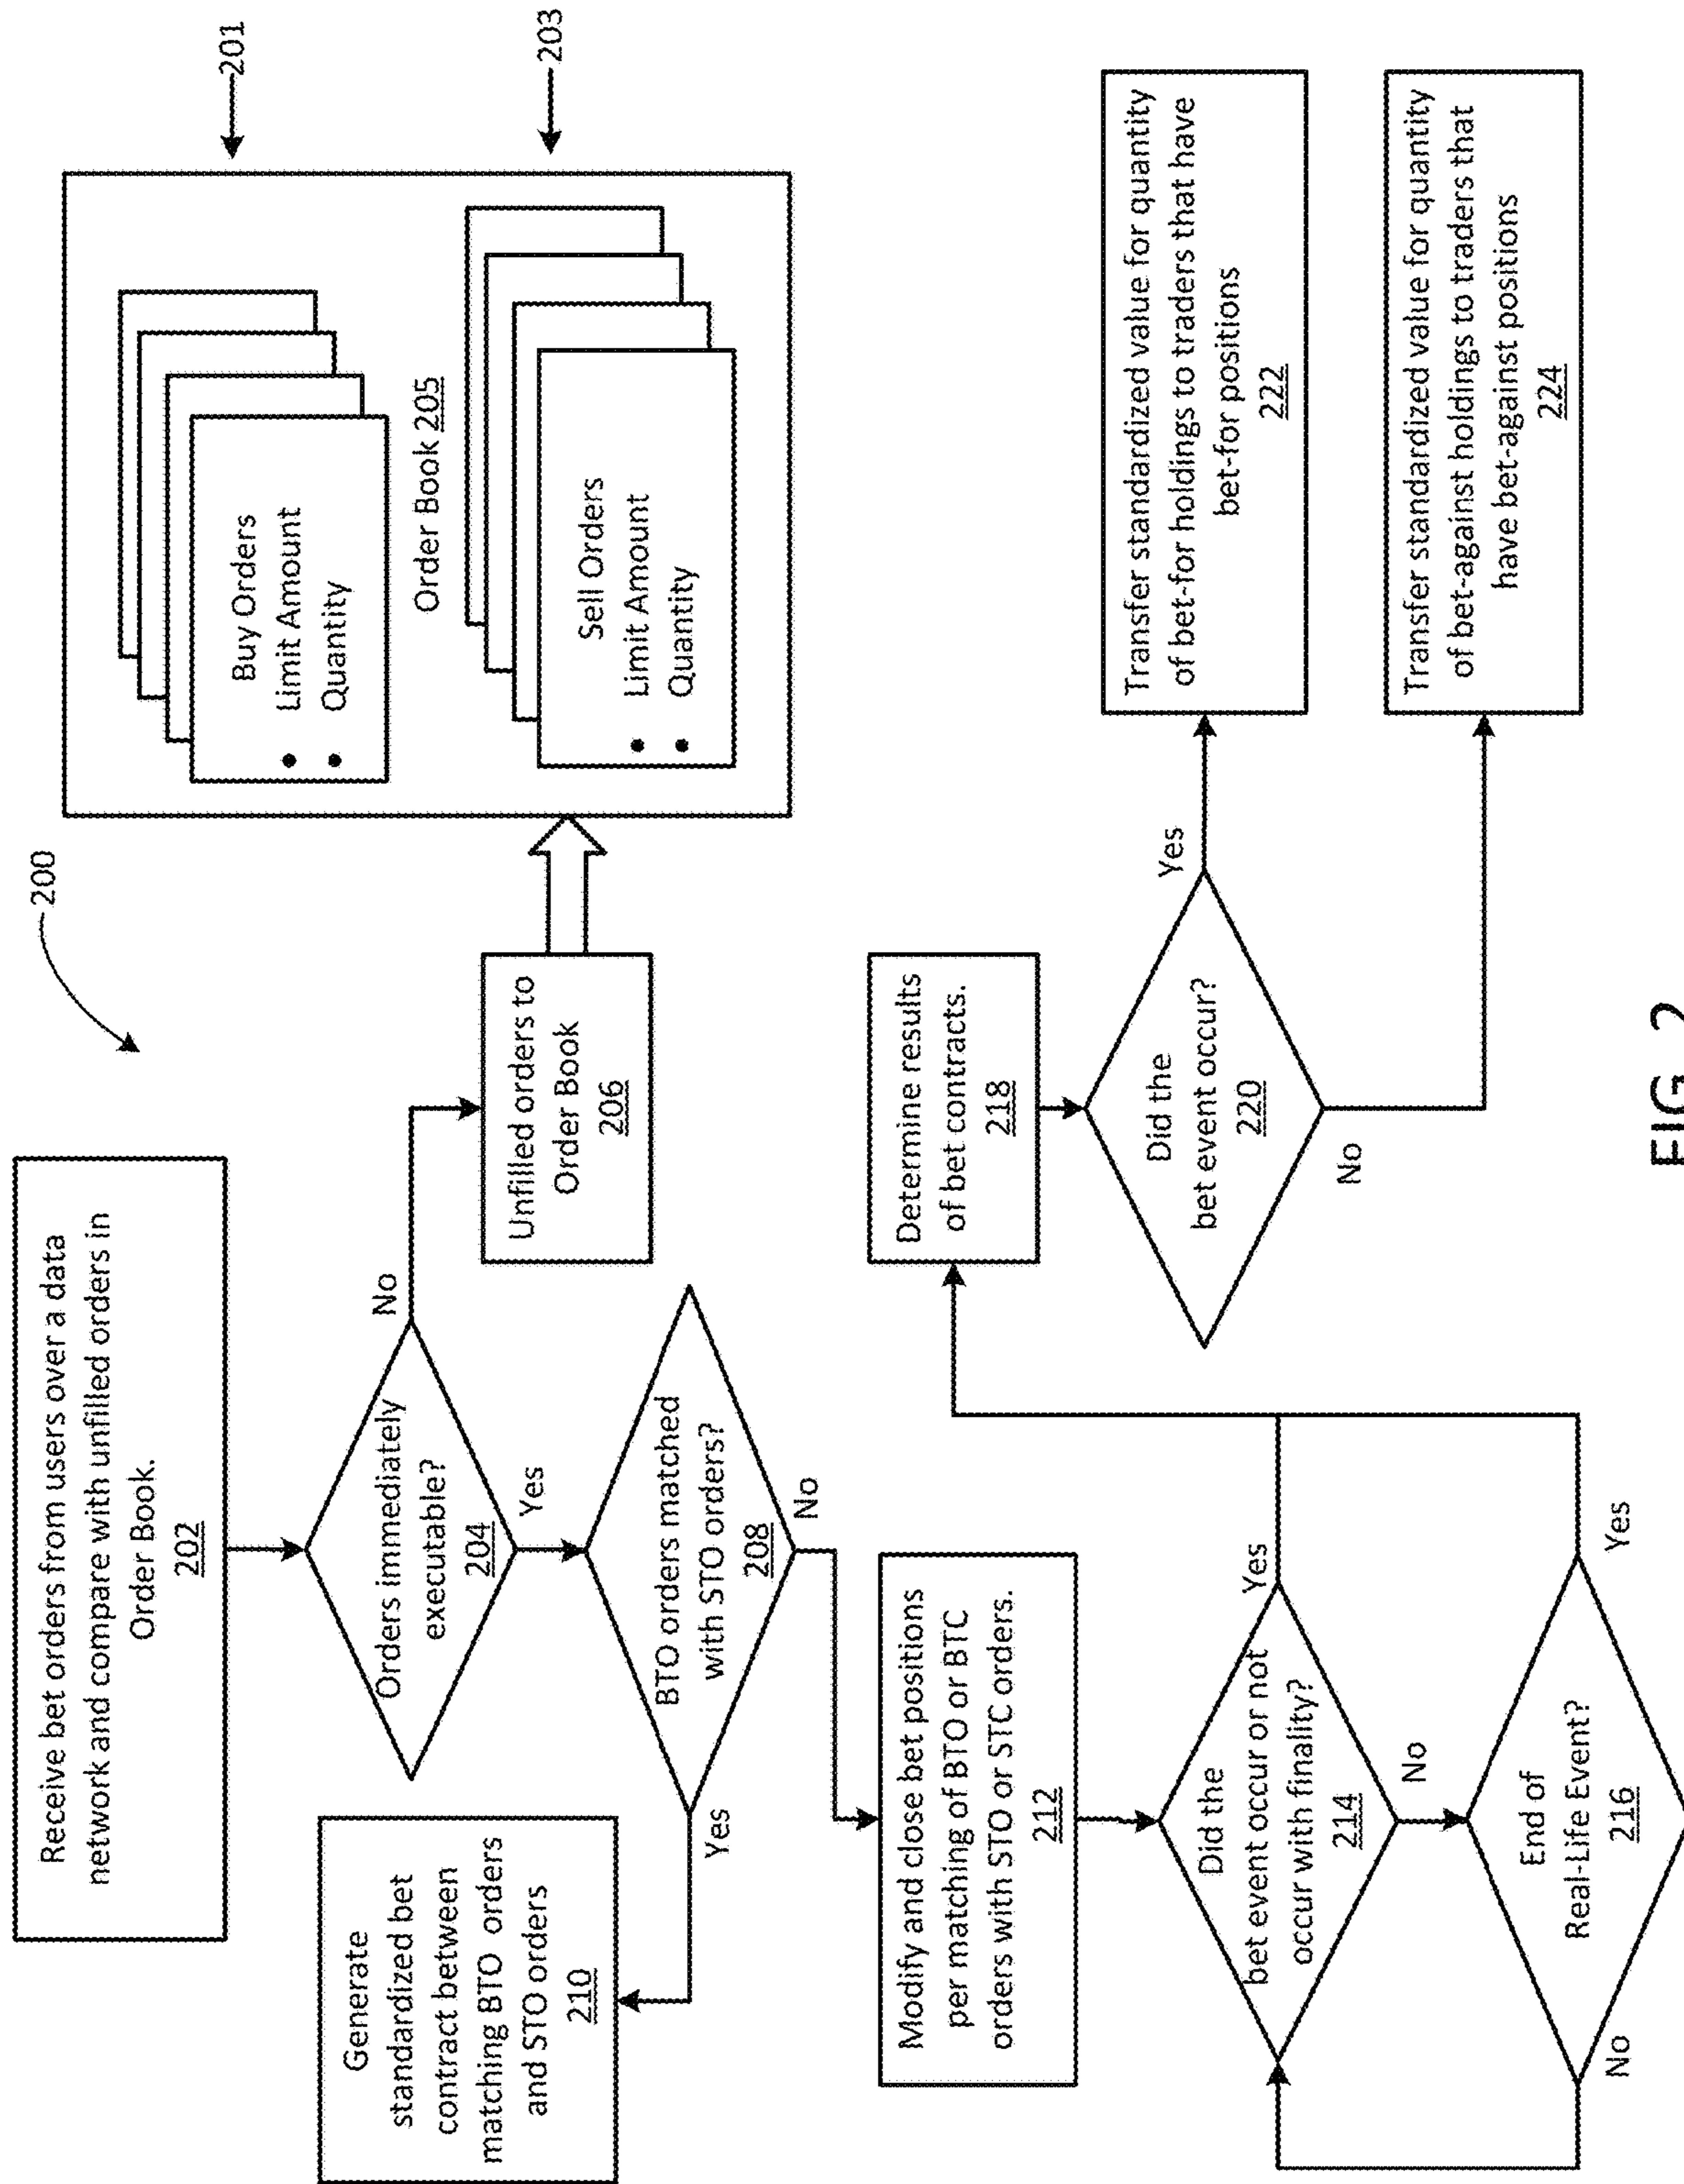 200
Receive bet orders from users over a data
network and compare with unfilled orders in
Order Book.
202
Orders immediately
executable?
204
No
Yes
Unfilled orders to
Order Book
206
Buy Orders
• Limit Amount
• Quantity
Order Book 205
Sell Orders
• Limit Amount
• Quantity
201
203
BTO orders matched
with STO orders?
208
Yes
No
Generate
standardized bet
contract between
matching BTO orders
and STO orders
210
Modify and close bet positions
per matching of BTO or BTC
orders with STO or STC orders.
212
Did the
bet event occur or not
occur with finality?
214
Yes
No
End of
Real-Life Event?
216
No
Yes
Determine results
of bet contracts.
218
Did the
bet event occur?
220
Yes
No
Transfer standardized value for quantity
of bet-for holdings to traders that have
bet-for positions
222
Transfer standardized value for quantity
of bet-against holdings to traders that
have bet-against positions
224
FIG. 2